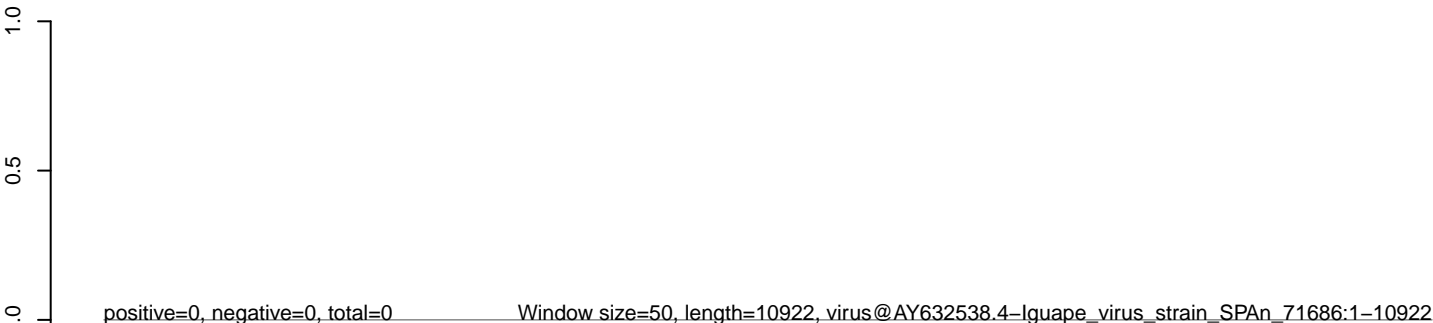 1.0
0.5
.0
positive=0, negative=0, total=0 Window size=50, length=10922, virus@AY632538.4−Iguape_virus_strain_SPAn_71686:1−10922